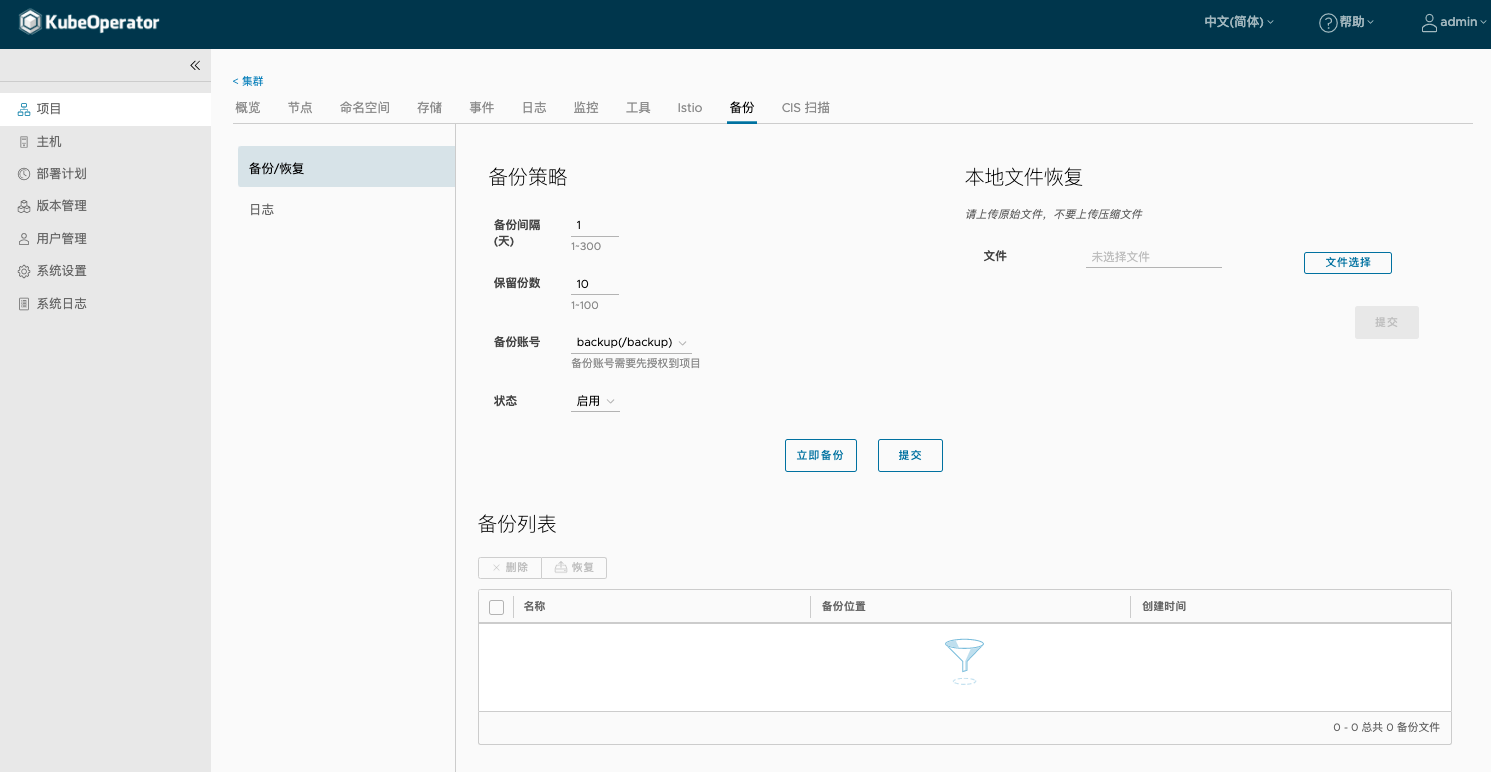 KubeOperator
中文(简体)
帮助
admin
项目
主机
部署计划
版本管理
用户管理
系统设置
系统日志
< 集群
概览 节点 命名空间 存储 事件 日志 监控 工具 Istio 备份 CIS 扫描
备份/恢复
日志
备份策略
备份间隔
(天)
1
1-300
保留份数
10
1-100
备份账号
backup(/backup)
备份账号需要先授权到项目
状态
启用
立即备份
提交
本地文件恢复
请上传原始文件，不要上传压缩文件
文件
未选择文件
文件选择
提交
备份列表
删除
恢复
名称 备份位置 创建时间
0 - 0 总共 0 备份文件